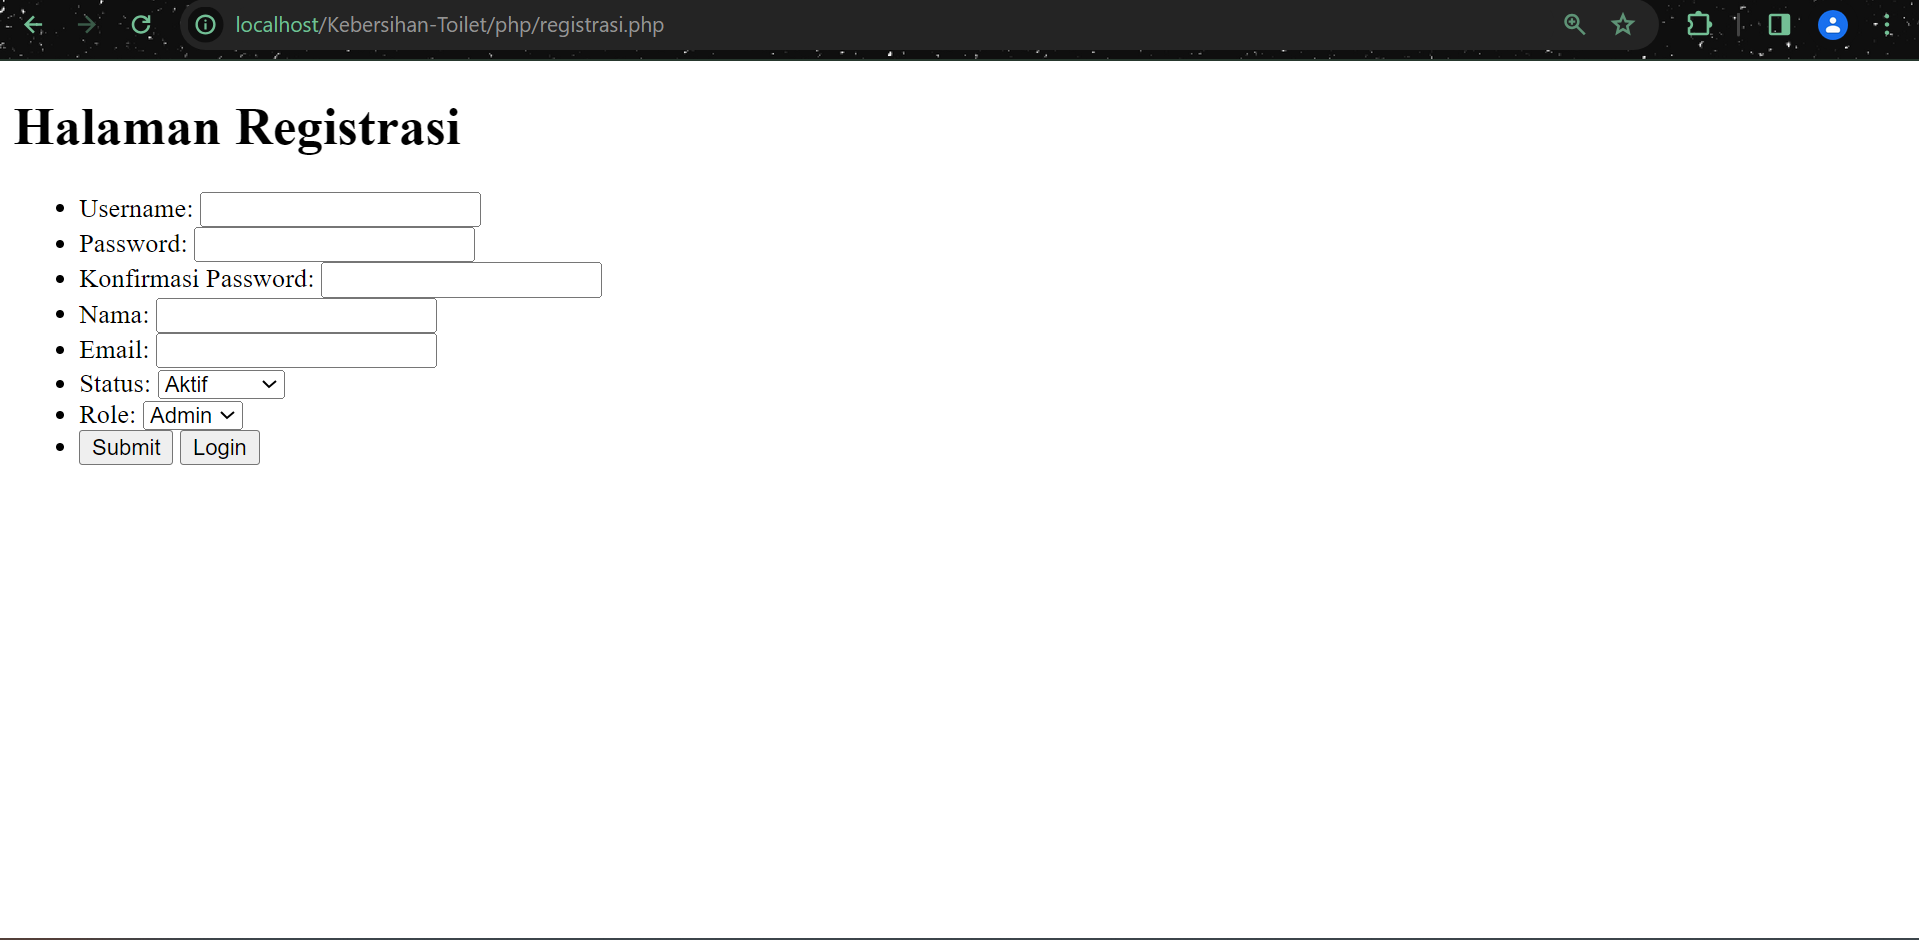 localhost/Kebersihan-Toilet/php/registrasi.php
Halaman Registrasi
Username:
Password:
Konfirmasi Password:
Nama:
Email:
Status: Aktif
Role: Admin
Submit Login